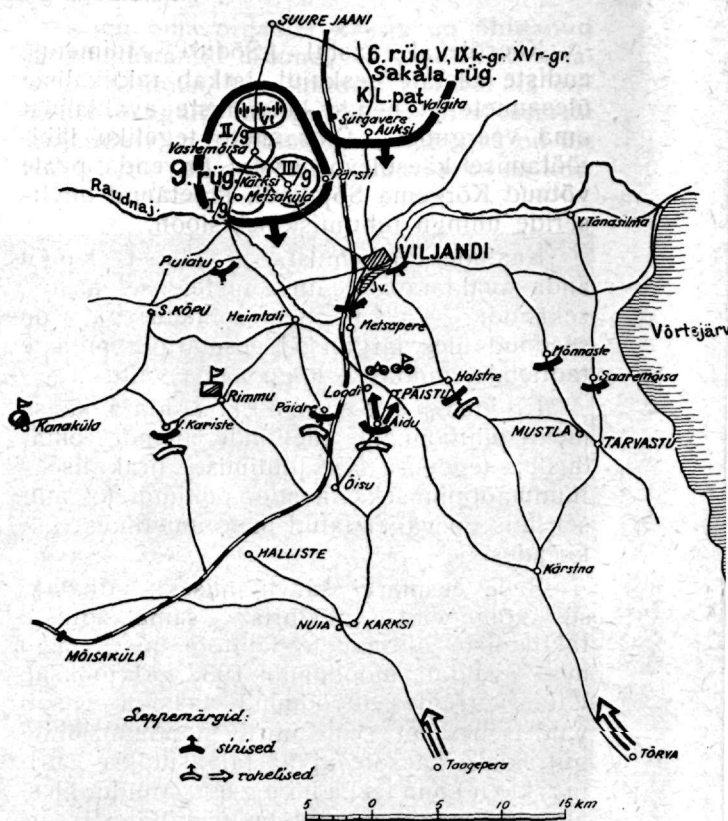 SUURE JAANI
6. rüg. V, IX k-gr. XV r-gr.
Sakala rüg.
K.L. pat.
Valgita
Sürgavere
Auksi
VI
II/9
Vastemõisa
9. rüg.
III/9
Kärksi
Pärsti
Metsaküla
I/9
Raudnaj.
V. Tänasilma
VILJANDI
Puiatu
Jv.
S. KÕPU
Heimtali
Metsapere
Võrtsjärv
Mõnnaste
Holstre
Saaremõisa
Loodi
PAISTU
Rimmu
Kanaküla
V. Kariste
Päidre
Aidu
MUSTLA
TARVASTU
Õisu
HALLISTE
Kärstna
NUIA
KARKSI
MÕISAKÜLA
Leppemärgid:
sinised
rohelised
Taagepera
TÕRVA
5 0 5 10 15 km